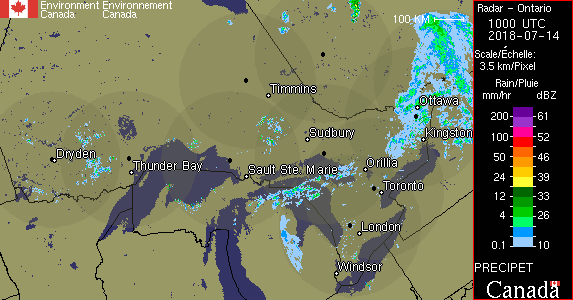 Environment Environnement
Canada Canada
100 KM
Timmins
Ottawa
Sudbury
Kingston
Dryden
Thunder Bay
Sault Ste. Marie
Orillia
Toronto
London
Windsor
Radar - Ontario
1000 UTC
2018-07-14
Scale/Échelle:
3.5 km/Pixel
Rain/Pluie
mm/hr dBZ
200 61
100 52
50 46
24 39
12 33
4 26
0.1 10
PRECIPET
Canada